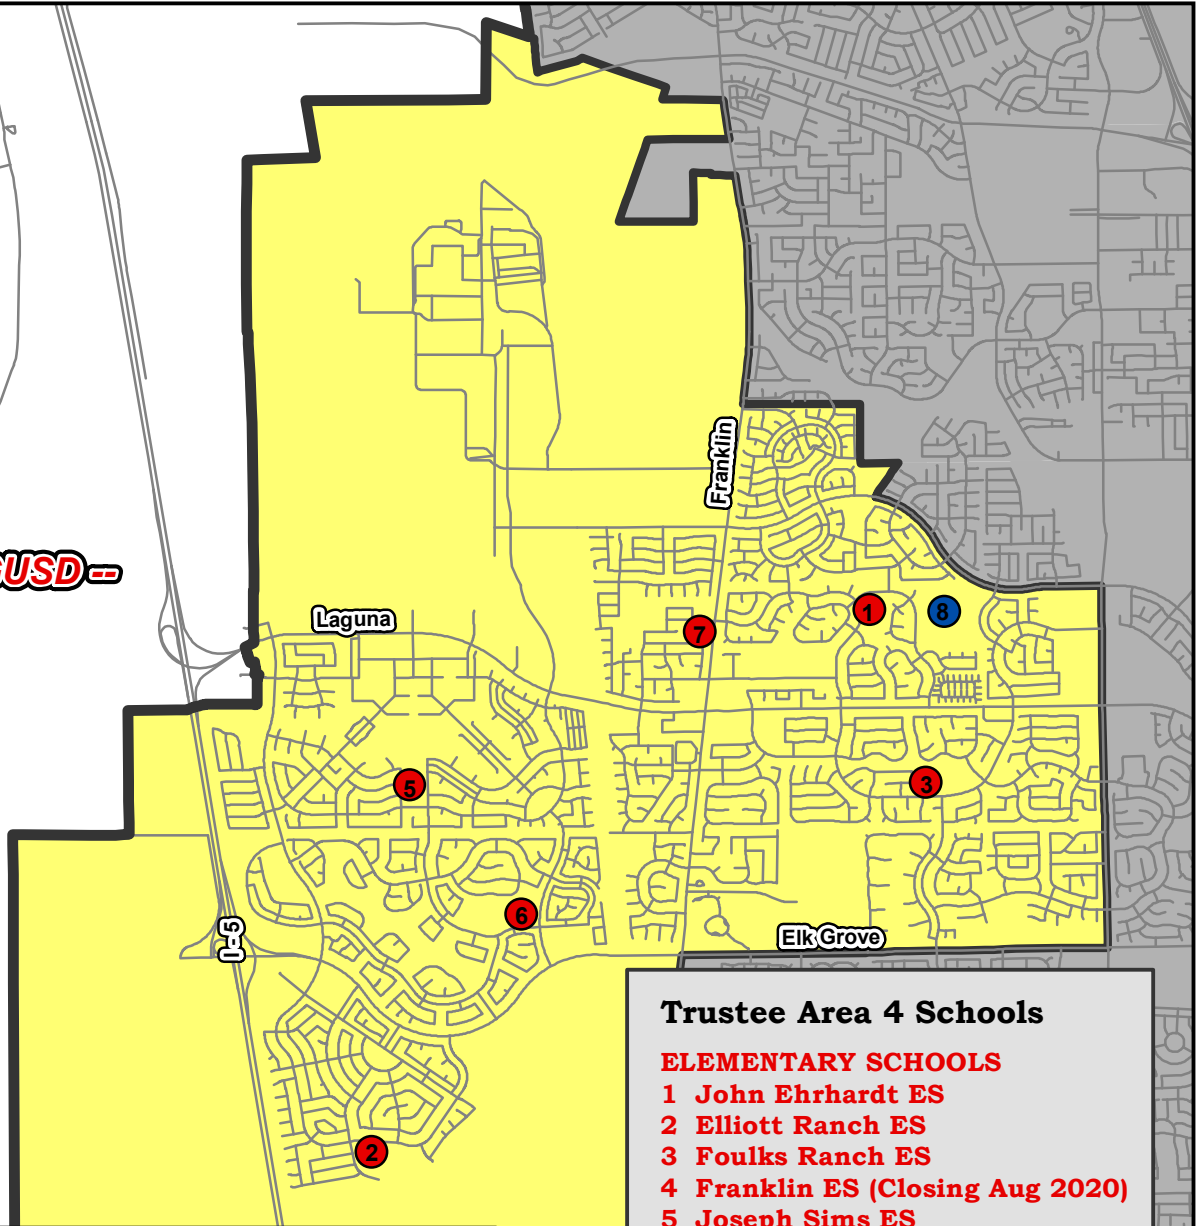 Franklin
USD --
Laguna
1
8
7
3
5
6
I-5
Elk Grove
2
Trustee Area 4 Schools
ELEMENTARY SCHOOLS
1 John Ehrhardt ES
2 Elliott Ranch ES
3 Foulks Ranch ES
4 Franklin ES (Closing Aug 2020)
5 Joseph Sims ES